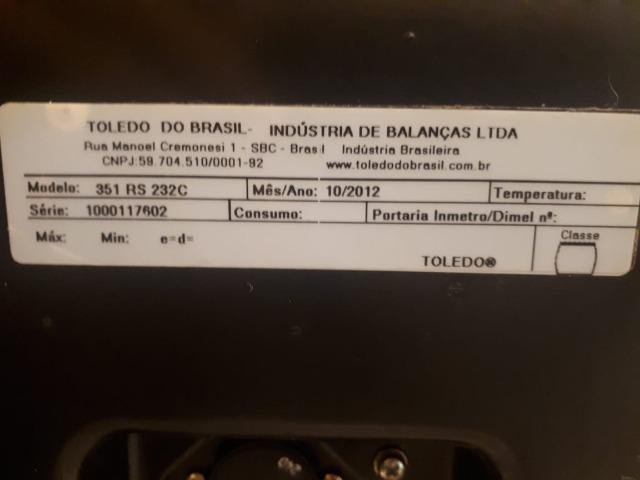 TOLEDO DO BRASIL- INDÚSTRIA DE BALANÇAS LTDA
Rua Manoel Cremonesi 1 - SBC - Brasil Indústria Brasileira
CNPJ:59.704.510/0001-92 www.toledodobrasil.com.br
Modelo: 351 RS 232C Mês/Ano: 10/2012 Temperatura:
Série: 1000117602 Consumo: Portaria Inmetro/Dimel nº:
Máx: Min: e=d= Classe
TOLEDO®